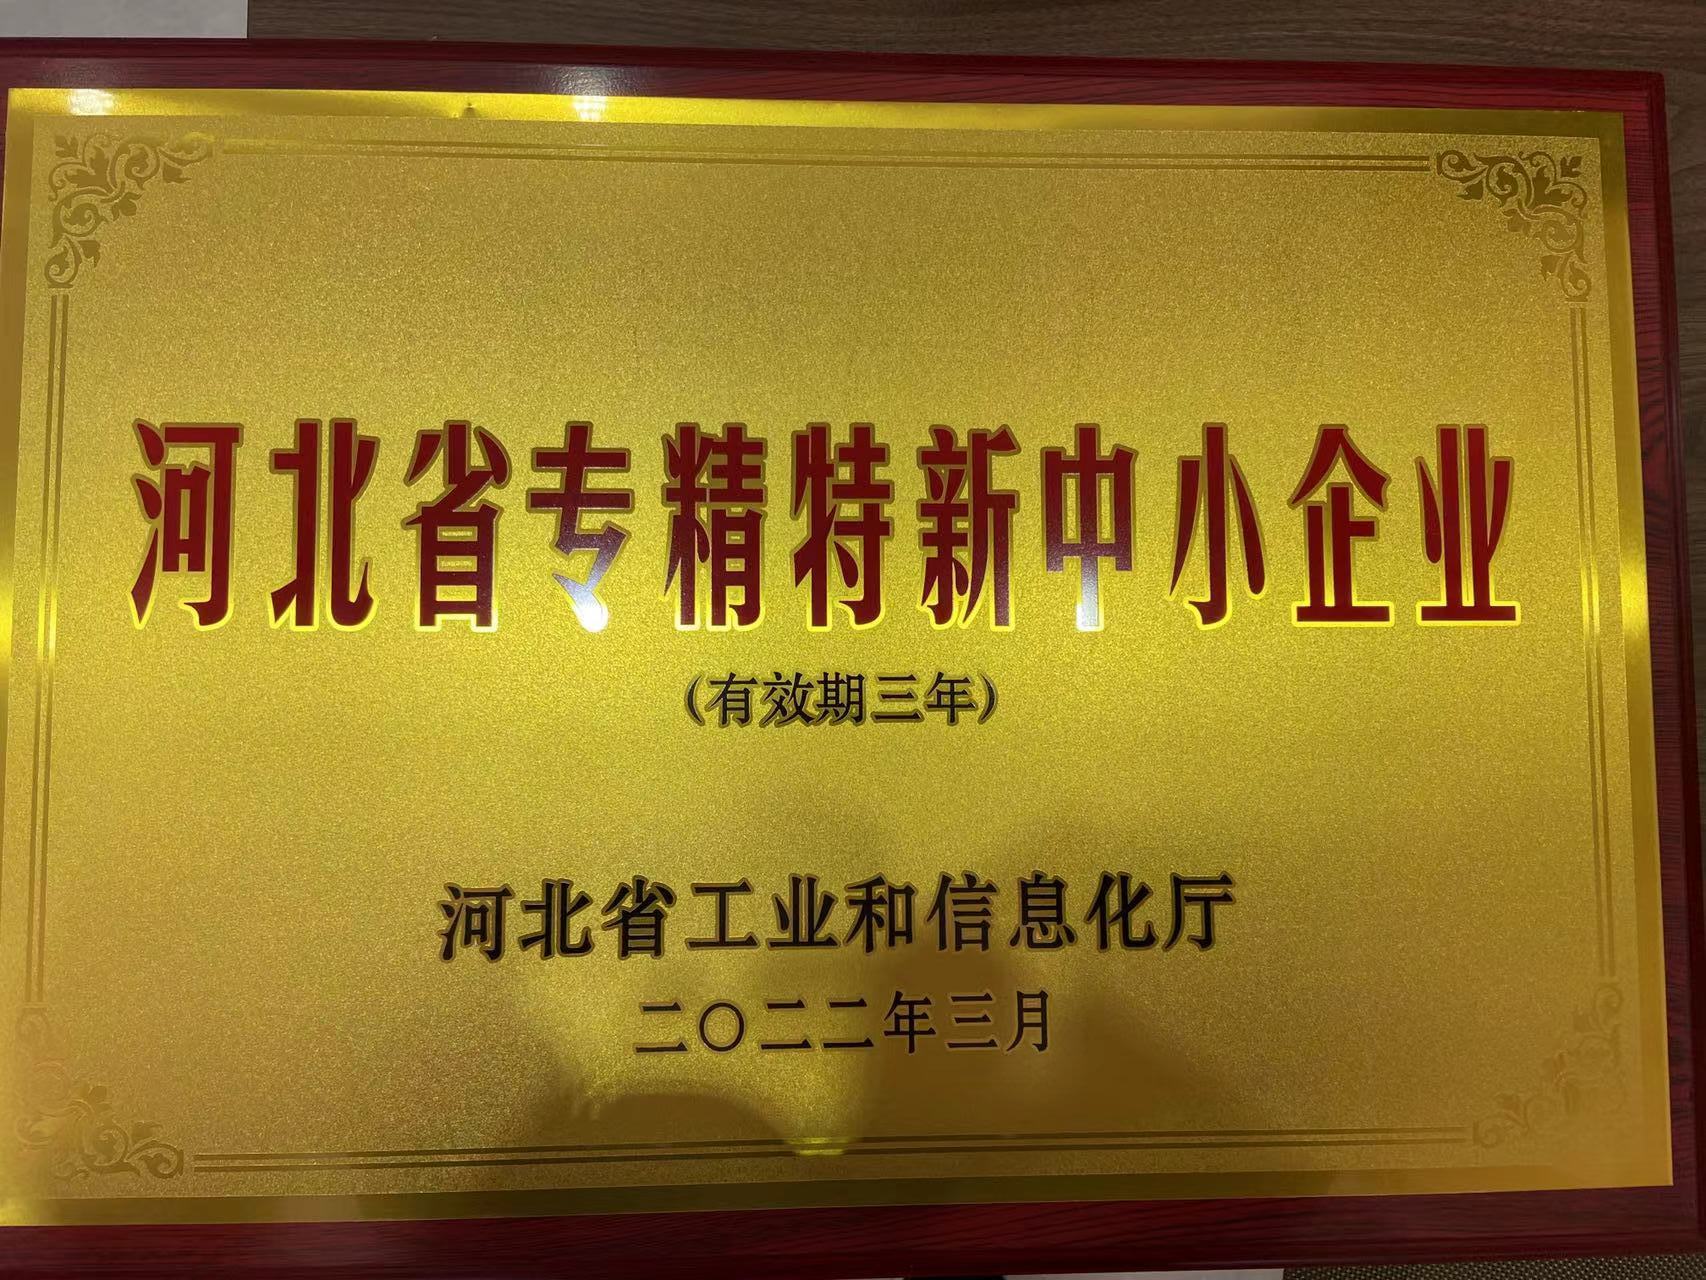 河北省专精特新中小企业
(有效期三年)
河北省工业和信息化厅
二〇二二年三月